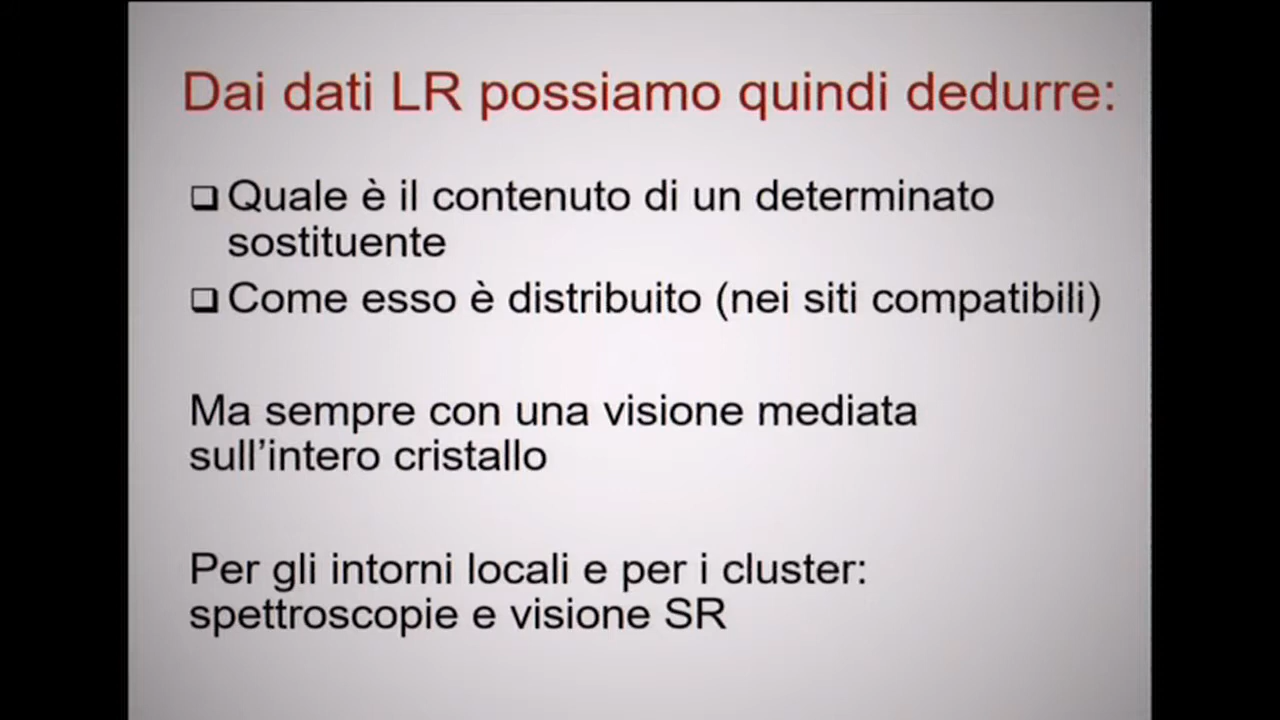 Dai dati LR possiamo quindi dedurre:
❑ Quale è il contenuto di un determinato
sostituente
❑ Come esso è distribuito (nei siti compatibili)
Ma sempre con una visione mediata
sull'intero cristallo
Per gli intorni locali e per i cluster:
spettroscopie e visione SR